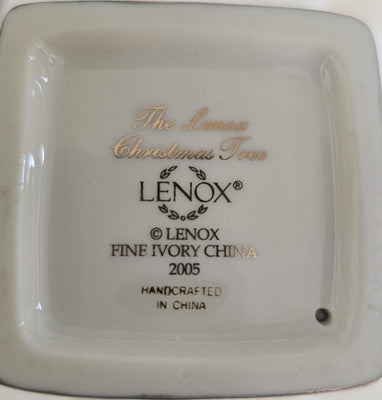 The Lenox
Christmas Tree
LENOX®
© LENOX
FINE IVORY CHINA
2005
HANDCRAFTED
IN CHINA